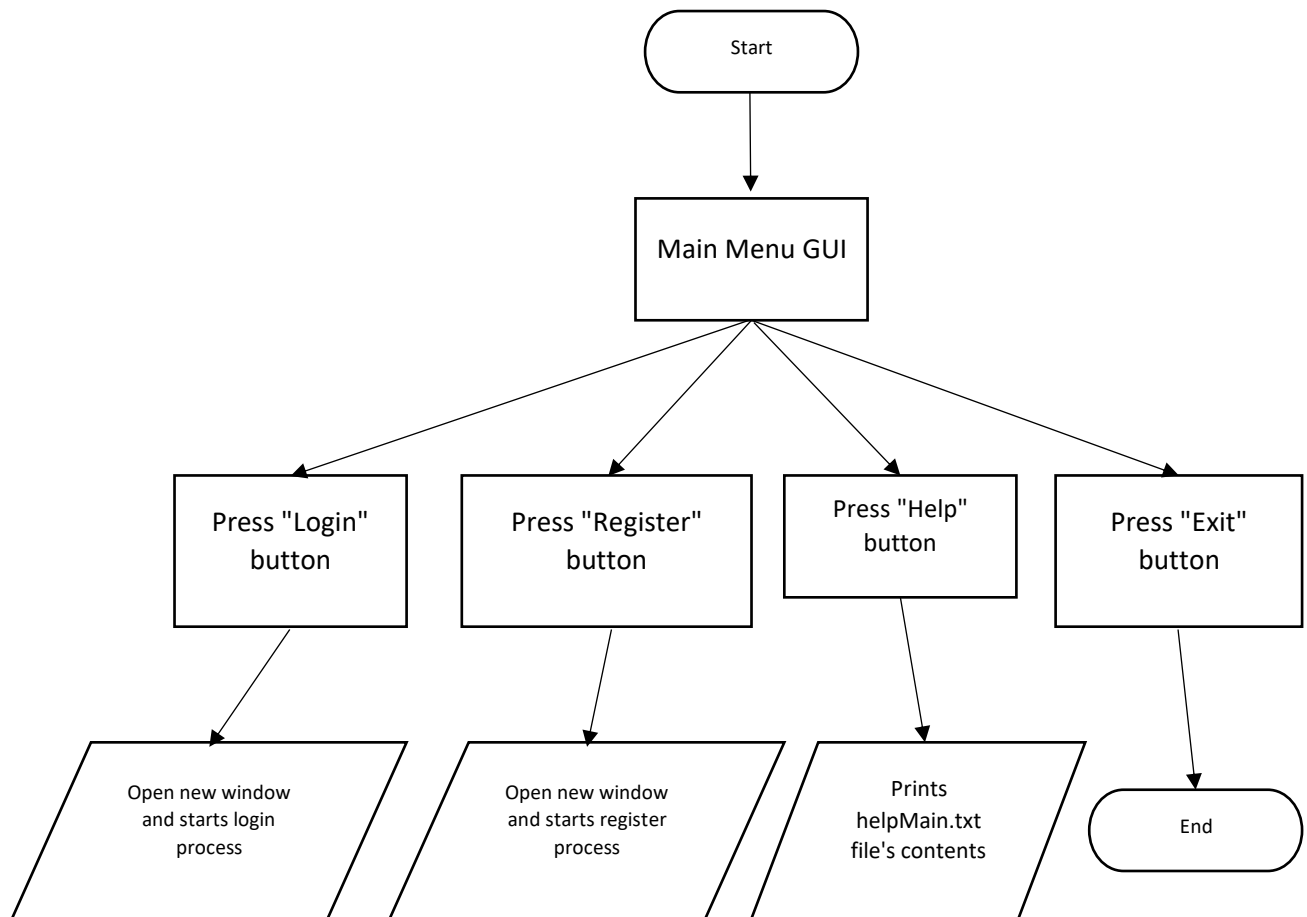 Start
Main Menu GUI
Press "Login"
button
Press "Register"
button
Press "Help"
button
Press "Exit"
button
Open new window
and starts login
process
Open new window
and starts register
process
Prints
helpMain.txt
file's contents
End